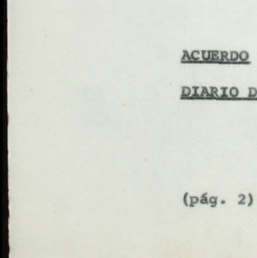 ACUERDO
DIARIO D
(pág. 2)